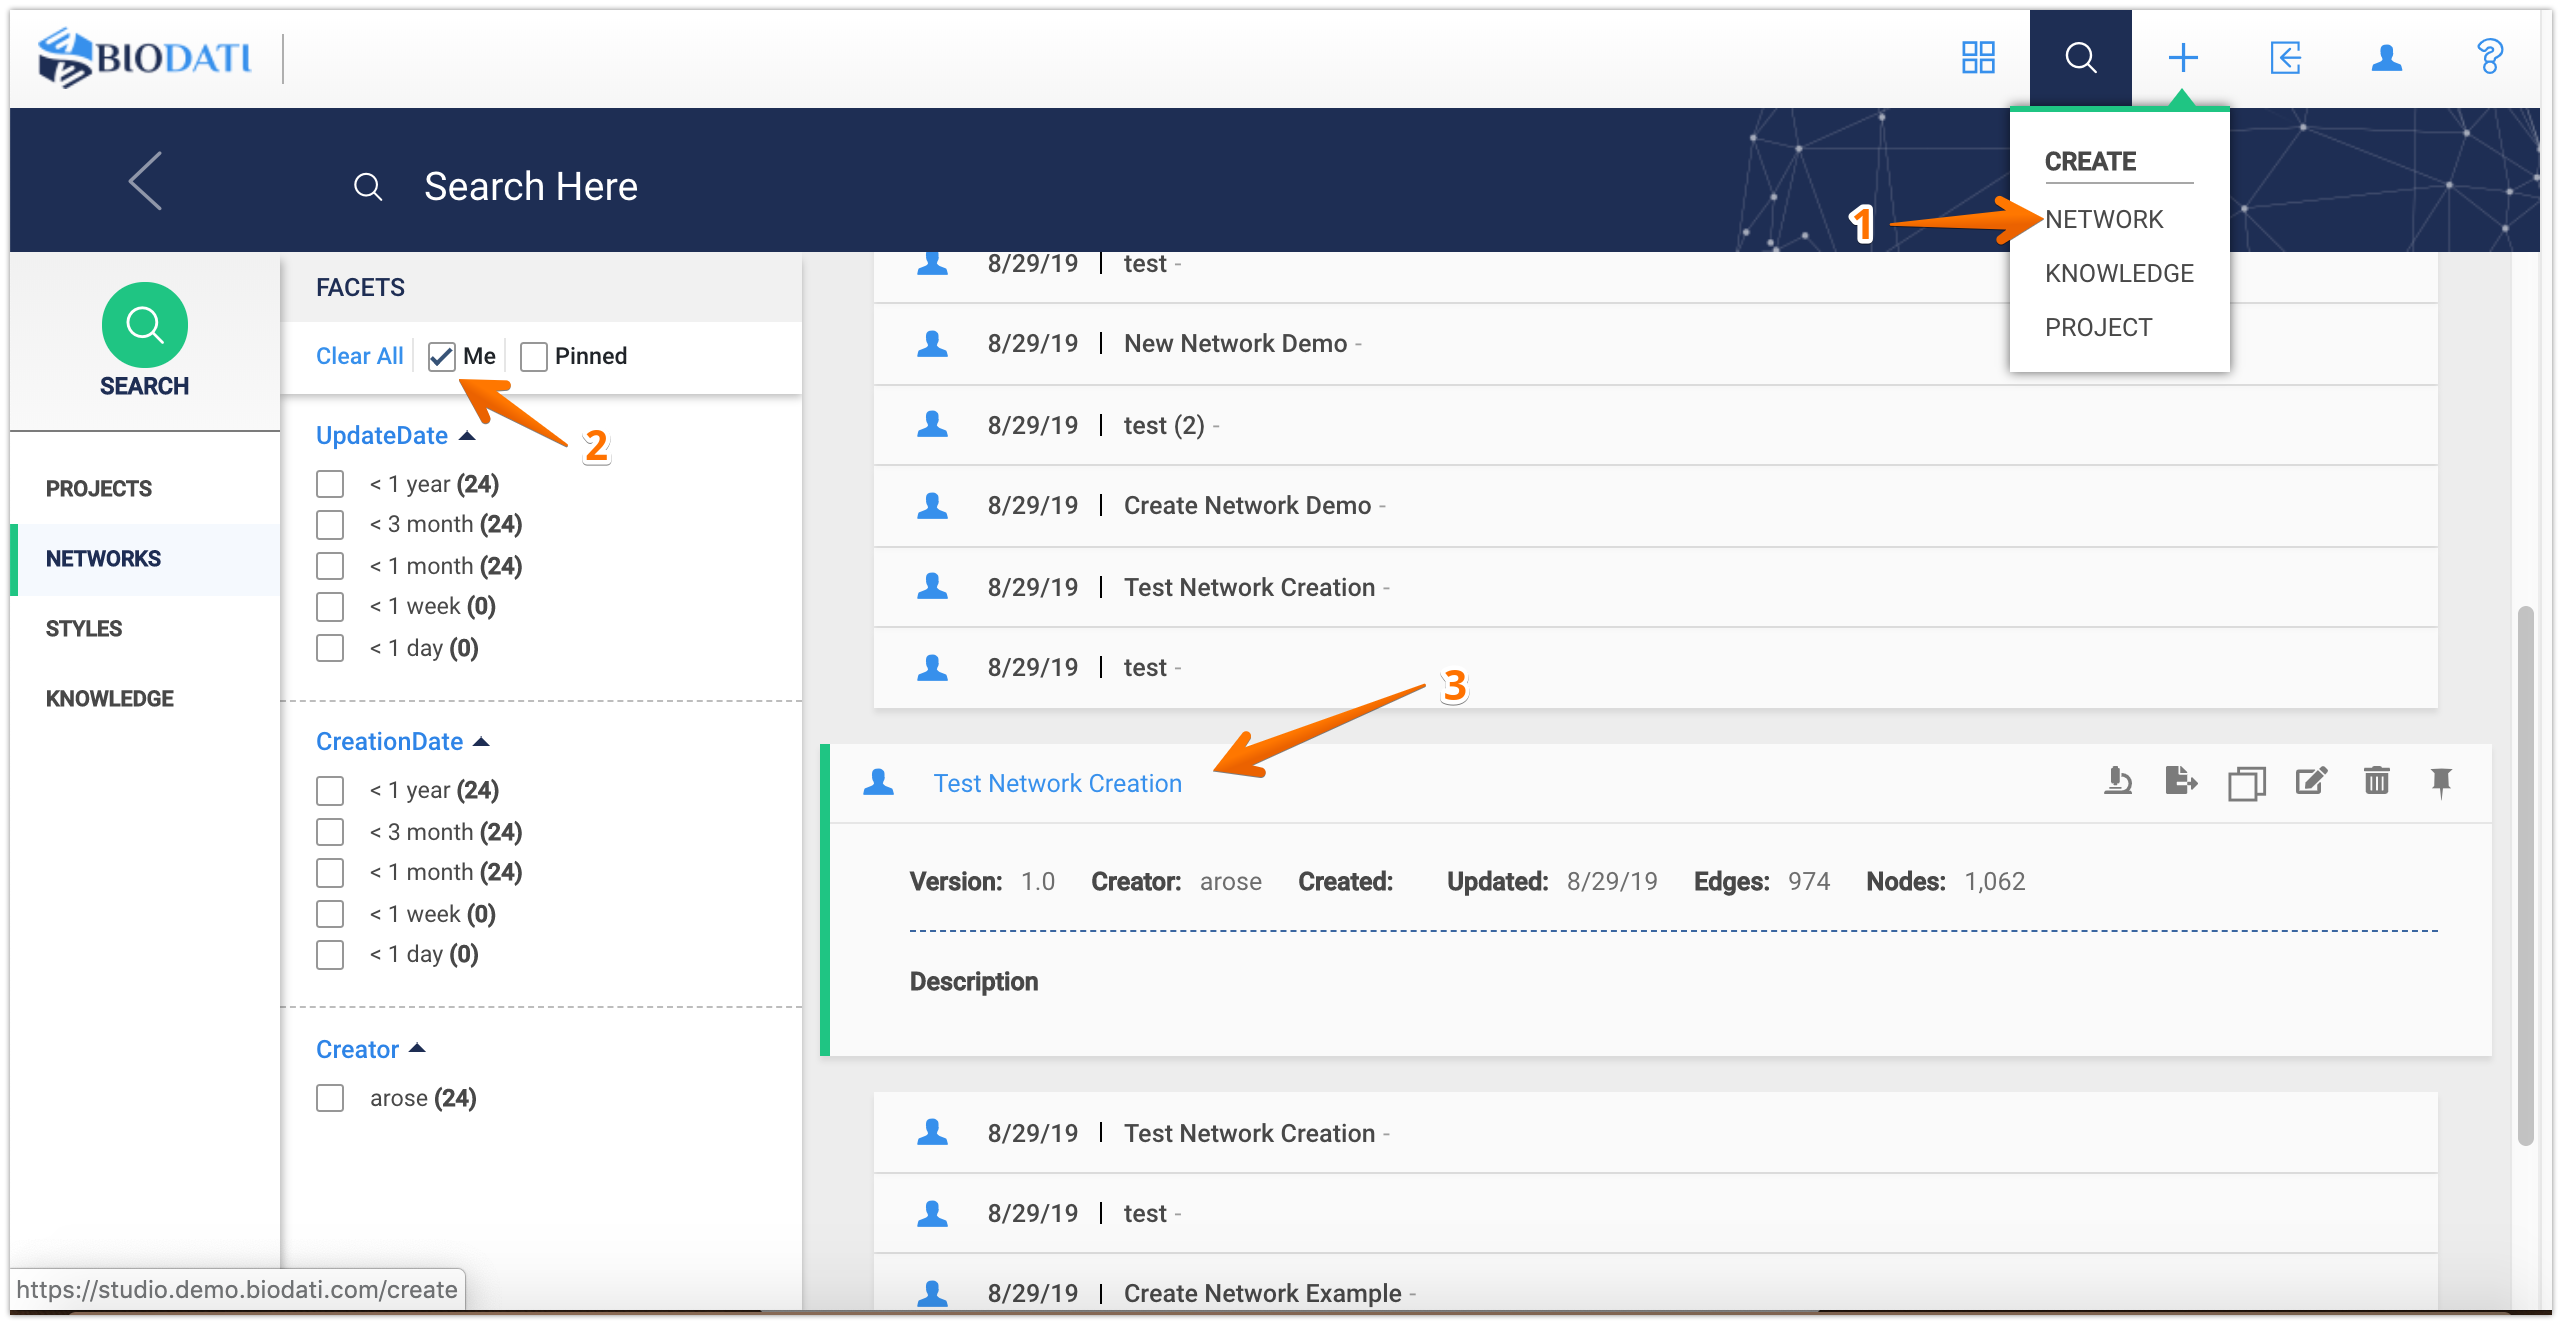 BIODATI
Search Here
CREATE
NETWORK
KNOWLEDGE
PROJECT
1
SEARCH
PROJECTS
NETWORKS
STYLES
KNOWLEDGE
FACETS
Clear All Me Pinned
2
UpdateDate
< 1 year (24)
< 3 month (24)
< 1 month (24)
< 1 week (0)
< 1 day (0)
CreationDate
< 1 year (24)
< 3 month (24)
< 1 month (24)
< 1 week (0)
< 1 day (0)
Creator
arose (24)
8/29/19 | test -
8/29/19 | New Network Demo -
8/29/19 | test (2) -
8/29/19 | Create Network Demo -
8/29/19 | Test Network Creation -
8/29/19 | test -
3
Test Network Creation
Version: 1.0 Creator: arose Created: Updated: 8/29/19 Edges: 974 Nodes: 1,062
Description
8/29/19 | Test Network Creation -
8/29/19 | test -
8/29/19 | Create Network Example -
https://studio.demo.biodati.com/create